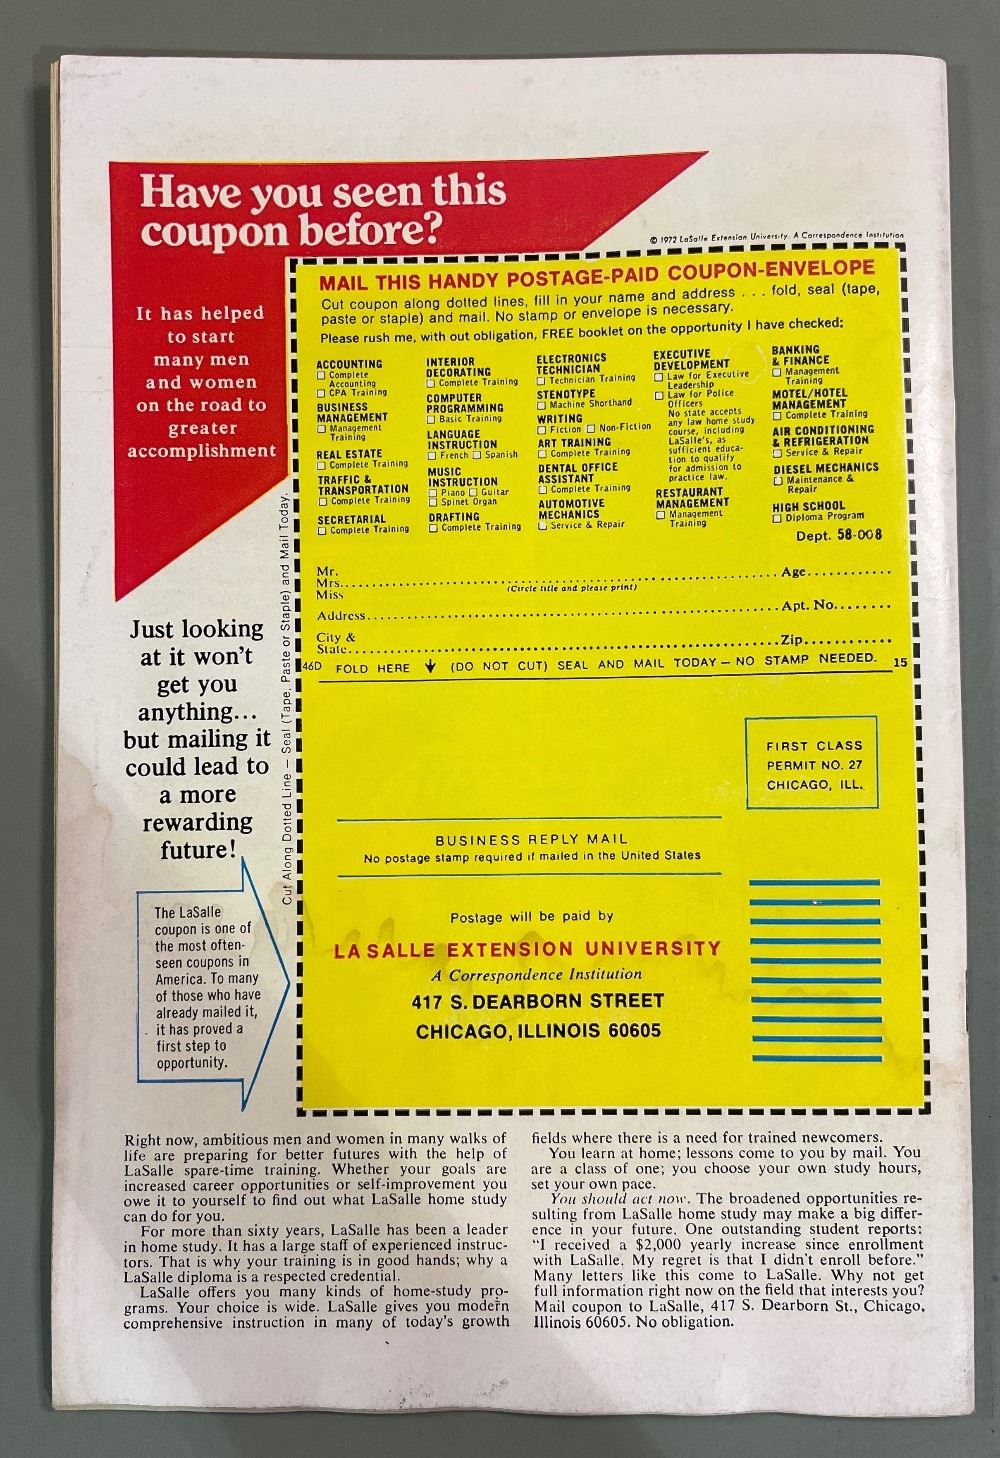 Have you seen this
coupon before?
It has helped
to start
many men
and women
on the road to
greater
accomplishment
Just looking
at it won't
get you
anything...
but mailing it
could lead to
a more
rewarding
future!
The LaSalle
coupon is one of
the most often-
seen coupons in
America. To many
of those who have
already mailed it,
it has proved a
first step to
opportunity.
Cut Along Dotted Line — Seal (Tape, Paste or Staple) and Mail Today.
© 1972 LaSalle Extension University. A Correspondence Institution
MAIL THIS HANDY POSTAGE-PAID COUPON-ENVELOPE
Cut coupon along dotted lines, fill in your name and address . . . fold, seal (tape,
paste or staple) and mail. No stamp or envelope is necessary.
Please rush me, with out obligation, FREE booklet on the opportunity I have checked:
ACCOUNTING
☐ Complete
Accounting
☐ CPA Training
BUSINESS
MANAGEMENT
☐ Management
Training
REAL ESTATE
☐ Complete Training
TRAFFIC &
TRANSPORTATION
☐ Complete Training
SECRETARIAL
☐ Complete Training
INTERIOR
DECORATING
☐ Complete Training
COMPUTER
PROGRAMMING
☐ Basic Training
LANGUAGE
INSTRUCTION
☐ French ☐ Spanish
MUSIC
INSTRUCTION
☐ Piano ☐ Guitar
☐ Spinet Organ
DRAFTING
☐ Complete Training
ELECTRONICS
TECHNICIAN
☐ Technician Training
STENOTYPE
☐ Machine Shorthand
WRITING
☐ Fiction ☐ Non-Fiction
ART TRAINING
☐ Complete Training
DENTAL OFFICE
ASSISTANT
☐ Complete Training
AUTOMOTIVE
MECHANICS
☐ Service & Repair
EXECUTIVE
DEVELOPMENT
☐ Law for Executive
Leadership
☐ Law for Police
Officers
No state accepts
any law home study
course, including
LaSalle's, as
sufficient educa-
tion to qualify
for admission to
practice law.
RESTAURANT
MANAGEMENT
☐ Management
Training
BANKING
& FINANCE
☐ Management
Training
MOTEL/HOTEL
MANAGEMENT
☐ Complete Training
AIR CONDITIONING
& REFRIGERATION
☐ Service & Repair
DIESEL MECHANICS
☐ Maintenance &
Repair
HIGH SCHOOL
☐ Diploma Program
Dept. 58-008
Mr.
Mrs. Age
Miss (Circle title and please print)
Address Apt. No.
City &
State Zip
46D FOLD HERE ↓ (DO NOT CUT) SEAL AND MAIL TODAY — NO STAMP NEEDED. 15
FIRST CLASS
PERMIT NO. 27
CHICAGO, ILL.
BUSINESS REPLY MAIL
No postage stamp required if mailed in the United States
Postage will be paid by
LA SALLE EXTENSION UNIVERSITY
A Correspondence Institution
417 S. DEARBORN STREET
CHICAGO, ILLINOIS 60605
Right now, ambitious men and women in many walks of
life are preparing for better futures with the help of
LaSalle spare-time training. Whether your goals are
increased career opportunities or self-improvement you
owe it to yourself to find out what LaSalle home study
can do for you.
For more than sixty years, LaSalle has been a leader
in home study. It has a large staff of experienced instruc-
tors. That is why your training is in good hands; why a
LaSalle diploma is a respected credential.
LaSalle offers you many kinds of home-study pro-
grams. Your choice is wide. LaSalle gives you modern
comprehensive instruction in many of today's growth
fields where there is a need for trained newcomers.
You learn at home; lessons come to you by mail. You
are a class of one; you choose your own study hours,
set your own pace.
You should act now. The broadened opportunities re-
sulting from LaSalle home study may make a big differ-
ence in your future. One outstanding student reports:
"I received a $2,000 yearly increase since enrollment
with LaSalle. My regret is that I didn't enroll before."
Many letters like this come to LaSalle. Why not get
full information right now on the field that interests you?
Mail coupon to LaSalle, 417 S. Dearborn St., Chicago,
Illinois 60605. No obligation.